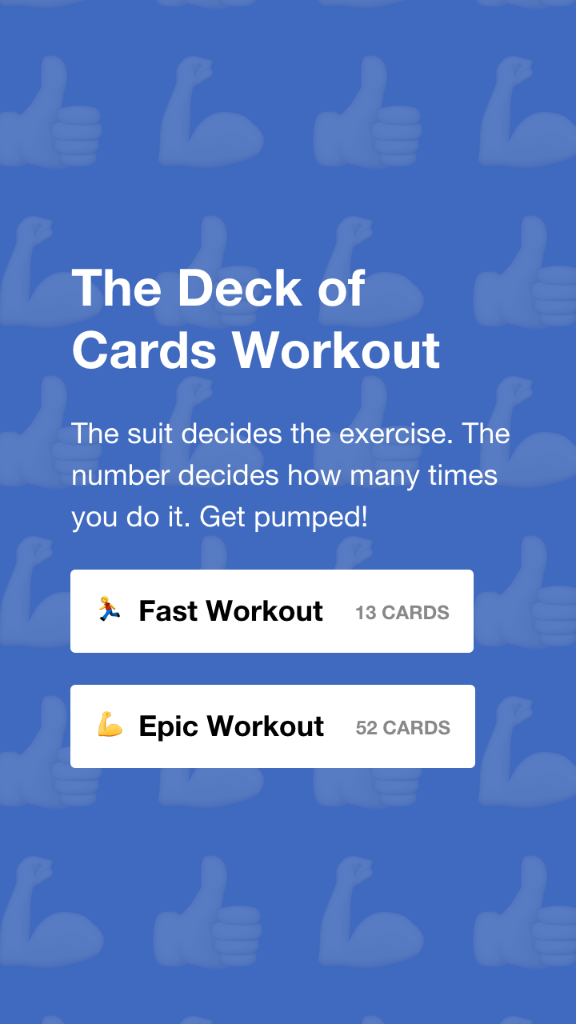 The Deck of
Cards Workout
The suit decides the exercise. The
number decides how many times
you do it. Get pumped!
Fast Workout 13 CARDS
Epic Workout 52 CARDS